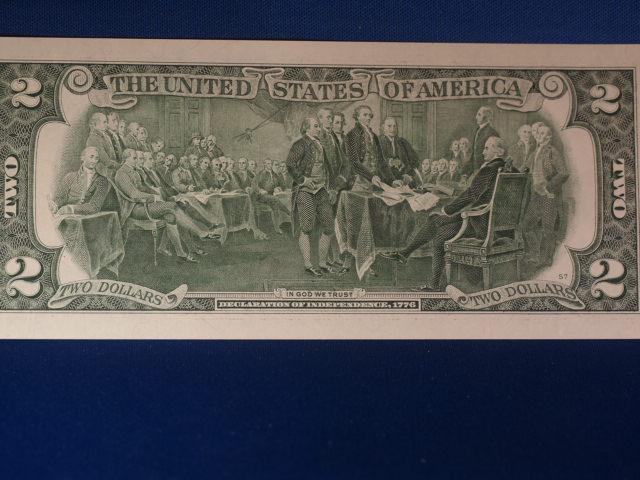 2 THE UNITED STATES OF AMERICA 2
TWO TWO
2 TWO DOLLARS TWO DOLLARS 2
57
IN GOD WE TRUST
DECLARATION OF INDEPENDENCE, 1776